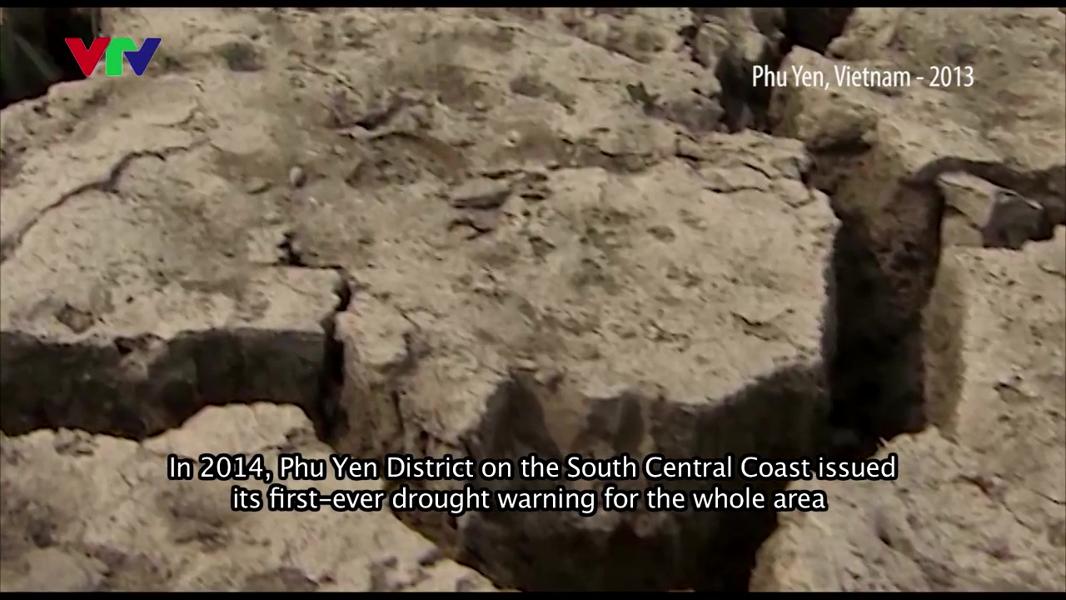 VTV
Phu Yen, Vietnam - 2013
In 2014, Phu Yen District on the South Central Coast issued
its first-ever drought warning for the whole area